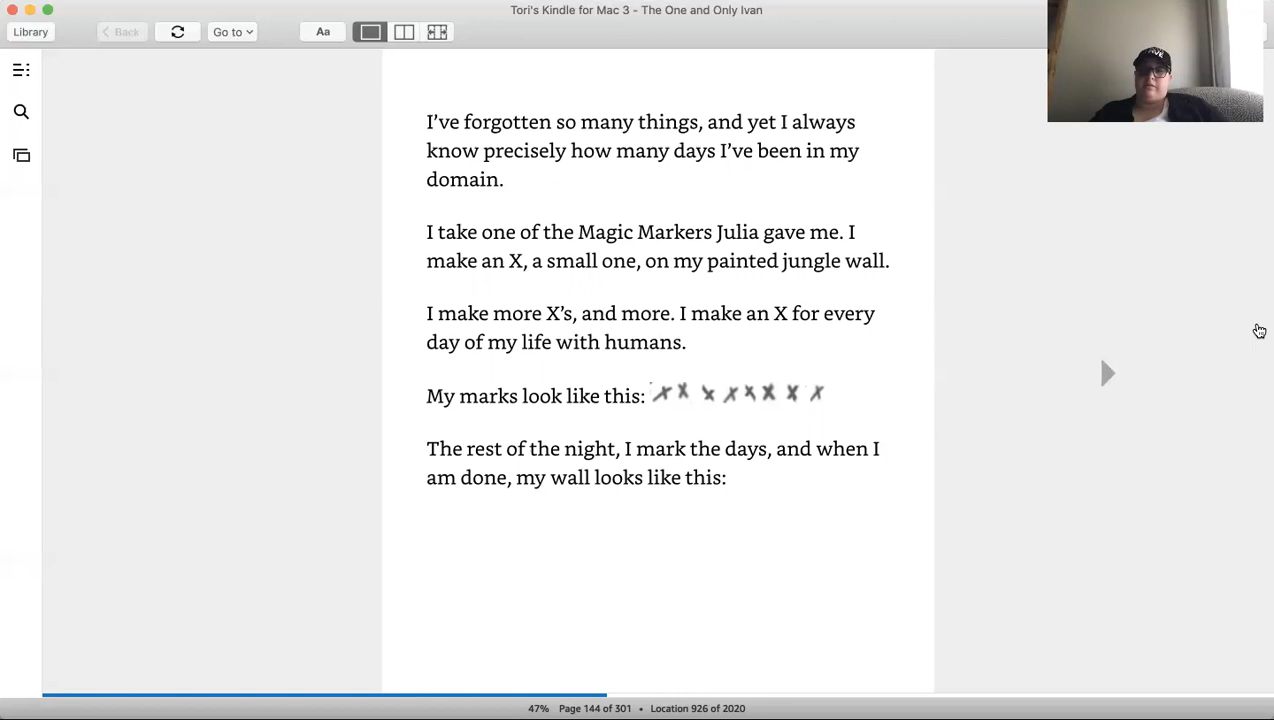 Tori's Kindle for Mac 3 - The One and Only Ivan
Library
Back
Go to
Aa
I've forgotten so many things, and yet I always
know precisely how many days I've been in my
domain.
I take one of the Magic Markers Julia gave me. I
make an X, a small one, on my painted jungle wall.
I make more X's, and more. I make an X for every
day of my life with humans.
My marks look like this: x x x x x x x x
The rest of the night, I mark the days, and when I
am done, my wall looks like this:
47% Page 144 of 301 • Location 926 of 2020